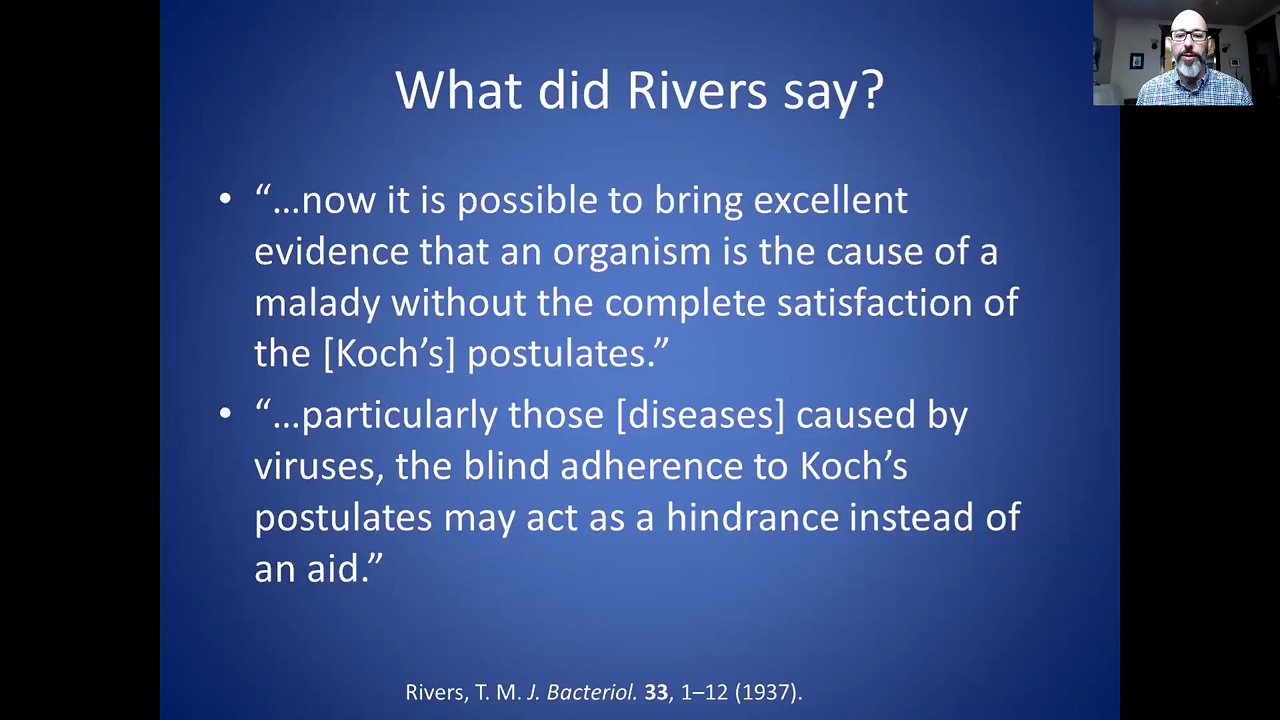 What did Rivers say?
• “…now it is possible to bring excellent
evidence that an organism is the cause of a
malady without the complete satisfaction of
the [Koch’s] postulates.”
• “…particularly those [diseases] caused by
viruses, the blind adherence to Koch’s
postulates may act as a hindrance instead of
an aid.”
Rivers, T. M. J. Bacteriol. 33, 1–12 (1937).